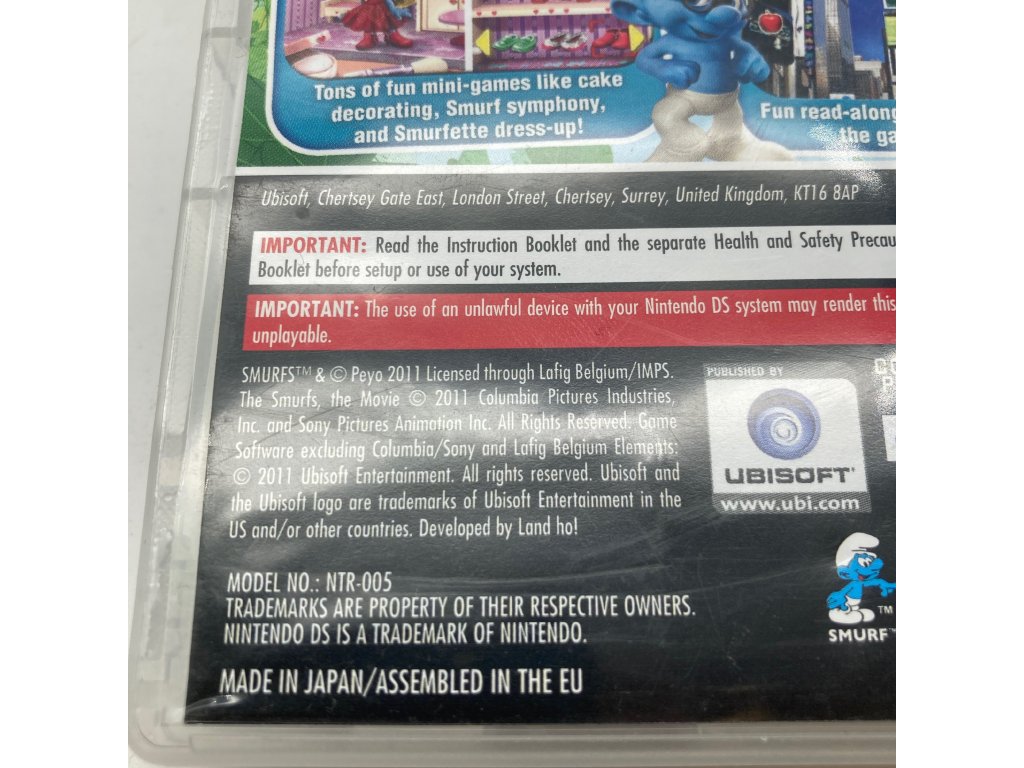 Tons of fun mini-games like cake
decorating, Smurf symphony,
and Smurfette dress-up!
Fun read-along
the
Ubisoft, Chertsey Gate East, London Street, Chertsey, Surrey, United Kingdom, KT16 8AP
IMPORTANT: Read the Instruction Booklet and the separate Health and Safety
Booklet before setup or use of your system.
IMPORTANT: The use of an unlawful device with your Nintendo DS system may render this
unplayable.
SMURFS™ & © Peyo 2011 Licensed through Lafig Belgium/IMPS.
The Smurfs, the Movie © 2011 Columbia Pictures Industries,
Inc. and Sony Pictures Animation Inc. All Rights Reserved. Game
Software excluding Columbia/Sony and Lafig Belgium Elements:
© 2011 Ubisoft Entertainment. All rights reserved. Ubisoft and
the Ubisoft logo are trademarks of Ubisoft Entertainment in the
US and/or other countries. Developed by Land ho!
PUBLISHED BY
UBISOFT
www.ubi.com
MODEL NO.: NTR-005
TRADEMARKS ARE PROPERTY OF THEIR RESPECTIVE OWNERS.
NINTENDO DS IS A TRADEMARK OF NINTENDO.
SMURF™
MADE IN JAPAN/ASSEMBLED IN THE EU